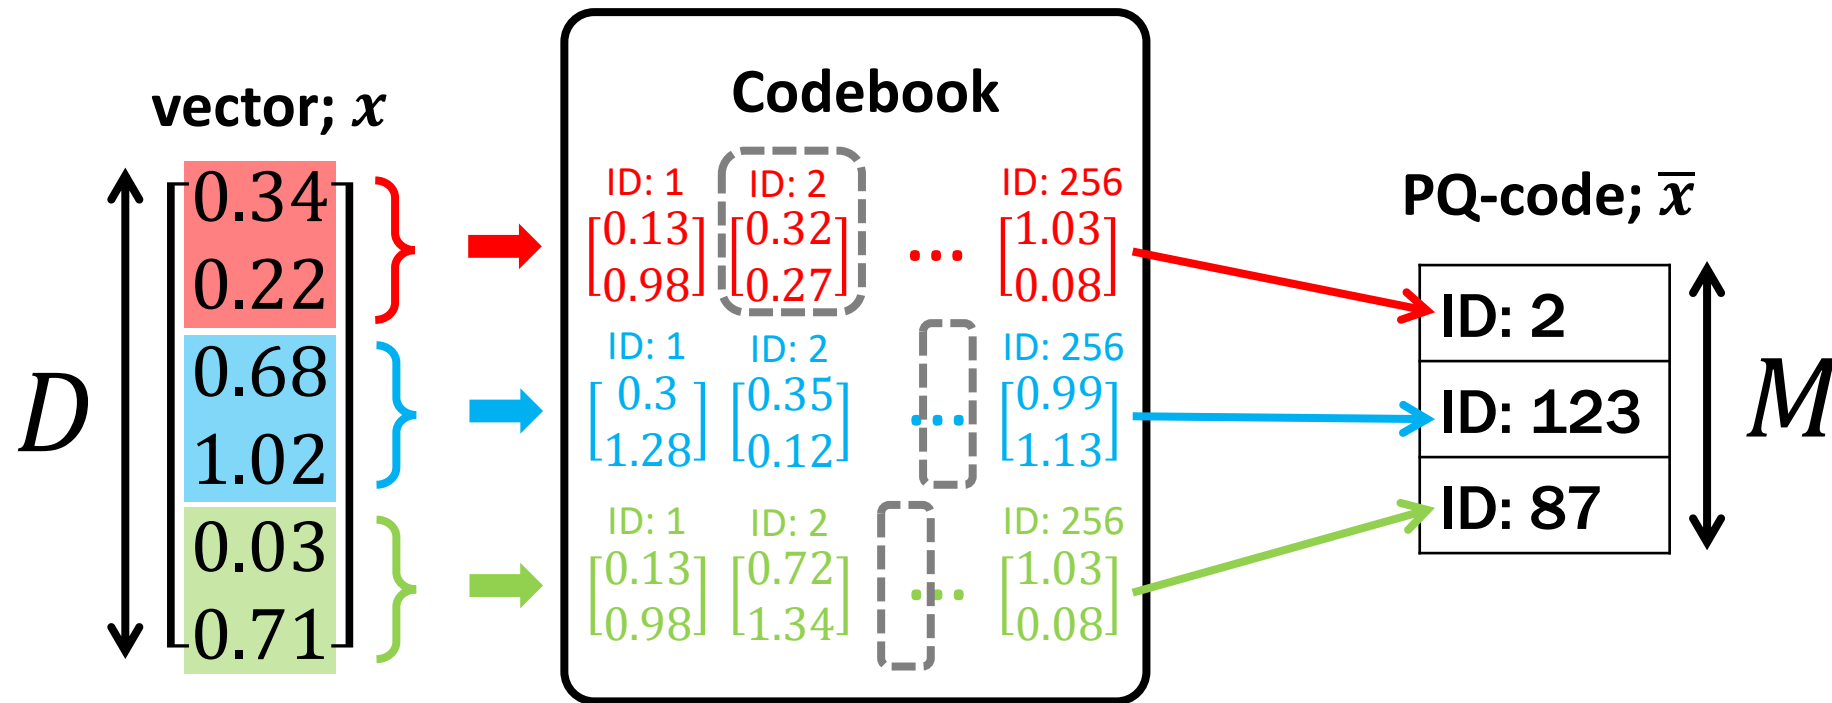 vector; x
D
0.34
0.22
0.68
1.02
0.03
0.71
Codebook
ID: 1 ID: 2 ID: 256
[0.13 0.98] [0.32 0.27] ... [1.03 0.08]
ID: 1 ID: 2 ID: 256
[0.3 1.28] [0.35 0.12] ... [0.99 1.13]
ID: 1 ID: 2 ID: 256
[0.13 0.98] [0.72 1.34] ... [1.03 0.08]
PQ-code; x̄
ID: 2
ID: 123
ID: 87
M